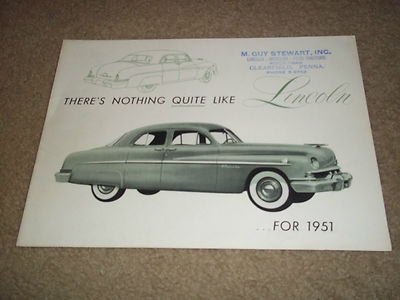 M. GUY STEWART, INC.
CLEARFIELD, PENNA.
THERE'S NOTHING QUITE LIKE
Lincoln
...FOR 1951